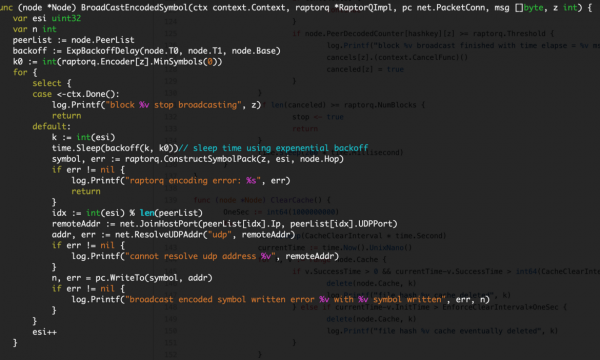 unc (node *Node) BroadCastEncodedSymbol(ctx context.Context, raptorq *RaptorQImpl, pc net.PacketConn, msg []byte, z int) {
var esi uint32
var n int
peerList := node.PeerList
backoff := ExpBackoffDelay(node.T0, node.T1, node.Base)
k0 := int(raptorq.Encoder[z].MinSymbols(0))
for {
select {
case <-ctx.Done():
log.Printf("block %v stop broadcasting", z)
return
default:
k := int(esi)
time.Sleep(backoff(k, k0))// sleep time using expenential backoff
symbol, err := raptorq.ConstructSymbolPack(z, esi, node.Hop)
if err != nil {
log.Printf("raptorq encoding error: %s", err)
return
}
idx := int(esi) % len(peerList)
remoteAddr := net.JoinHostPort(peerList[idx].Ip, peerList[idx].UDPPort)
addr, err := net.ResolveUDPAddr("udp", remoteAddr)
if err != nil {
log.Printf("cannot resolve udp address %v", remoteAddr)
}
n, err = pc.WriteTo(symbol, addr)
if err != nil {
log.Printf("broadcast encoded symbol written error %v with %v symbol written", err, n)
}
}
esi++
}